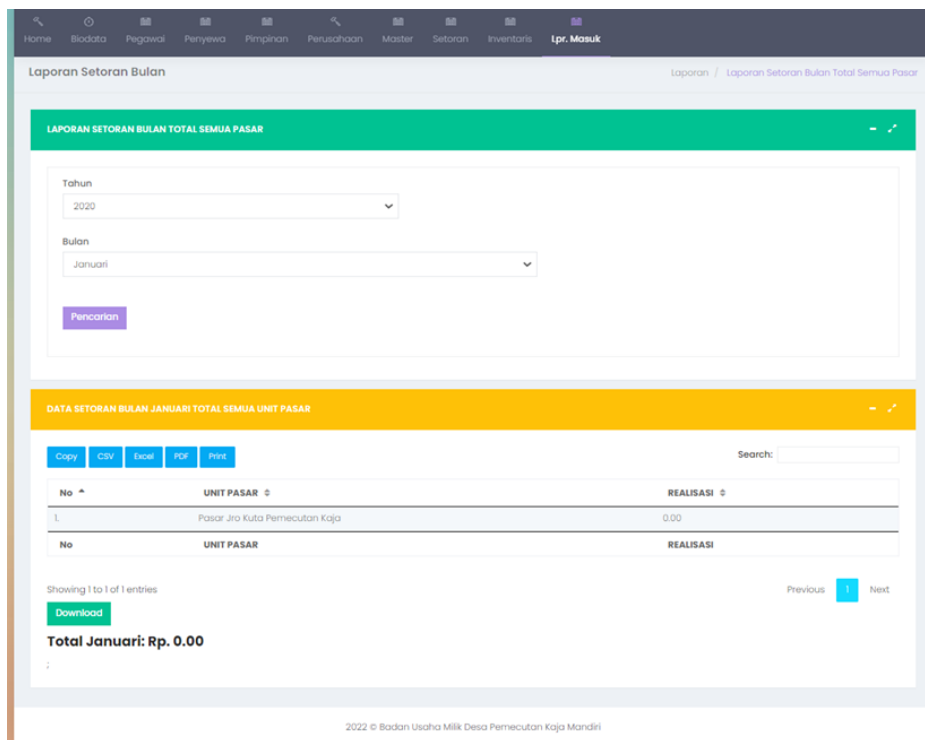 Home Biodata Pegawai Penyewa Pimpinan Perusahaan Master Setoran Inventaris Lpr. Masuk
Laporan Setoran Bulan
Laporan / Laporan Setoran Bulan Total Semua Pasar
LAPORAN SETORAN BULAN TOTAL SEMUA PASAR
Tahun
2020
Bulan
Januari
Pencarian
DATA SETORAN BULAN JANUARI TOTAL SEMUA UNIT PASAR
Copy CSV Excel PDF Print
Search:
No UNIT PASAR REALISASI
1. Pasar Jro Kuta Pemecutan Kaja 0.00
No UNIT PASAR REALISASI
Showing 1 to 1 of 1 entries
Previous 1 Next
Download
Total Januari: Rp. 0.00
;
2022 © Badan Usaha Milik Desa Pemecutan Kaja Mandiri